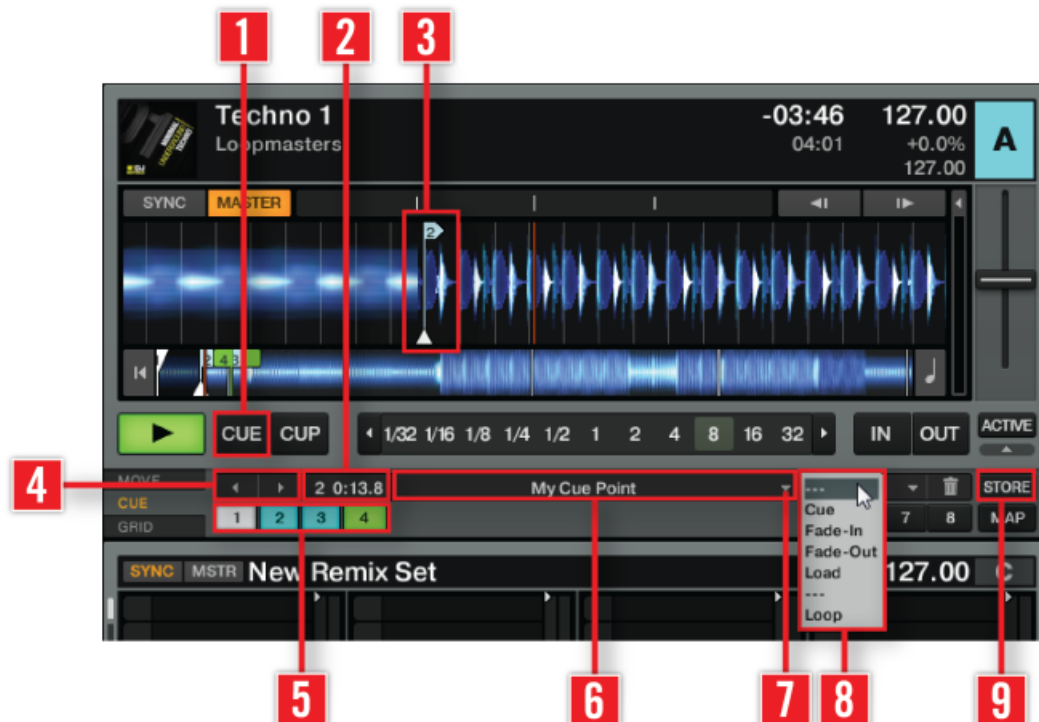 1 2 3
Techno 1 -03:46 127.00 A
Loopmasters 04:01 +0.0%
127.00
SYNC MASTER
2
2 4 3
CUE CUP 1/32 1/16 1/8 1/4 1/2 1 2 4 8 16 32 IN OUT ACTIVE
4
MOVE 2 0:13.8 My Cue Point --- STORE
CUE
GRID 1 2 3 4 7 8 MAP
Cue
Fade-In
Fade-Out
Load
---
Loop
SYNC MSTR New Remix Set 127.00 C
5 6 7 8 9